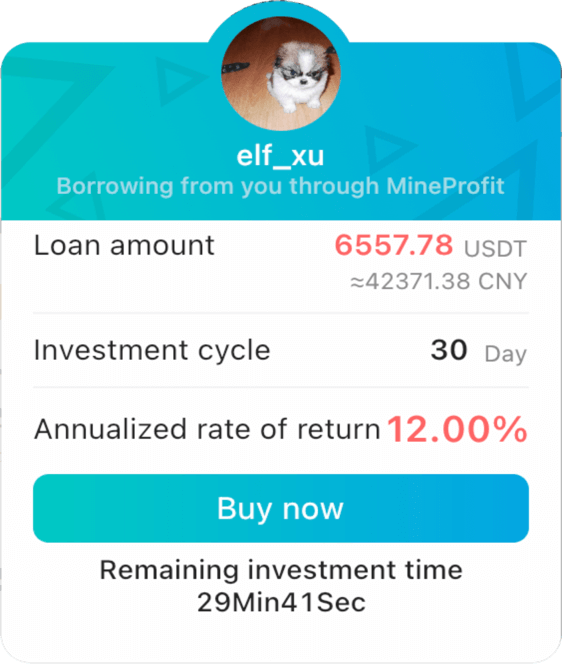 elf_xu
Borrowing from you through MineProfit
Loan amount 6557.78 USDT
≈42371.38 CNY
Investment cycle 30 Day
Annualized rate of return 12.00%
Buy now
Remaining investment time
29Min41Sec